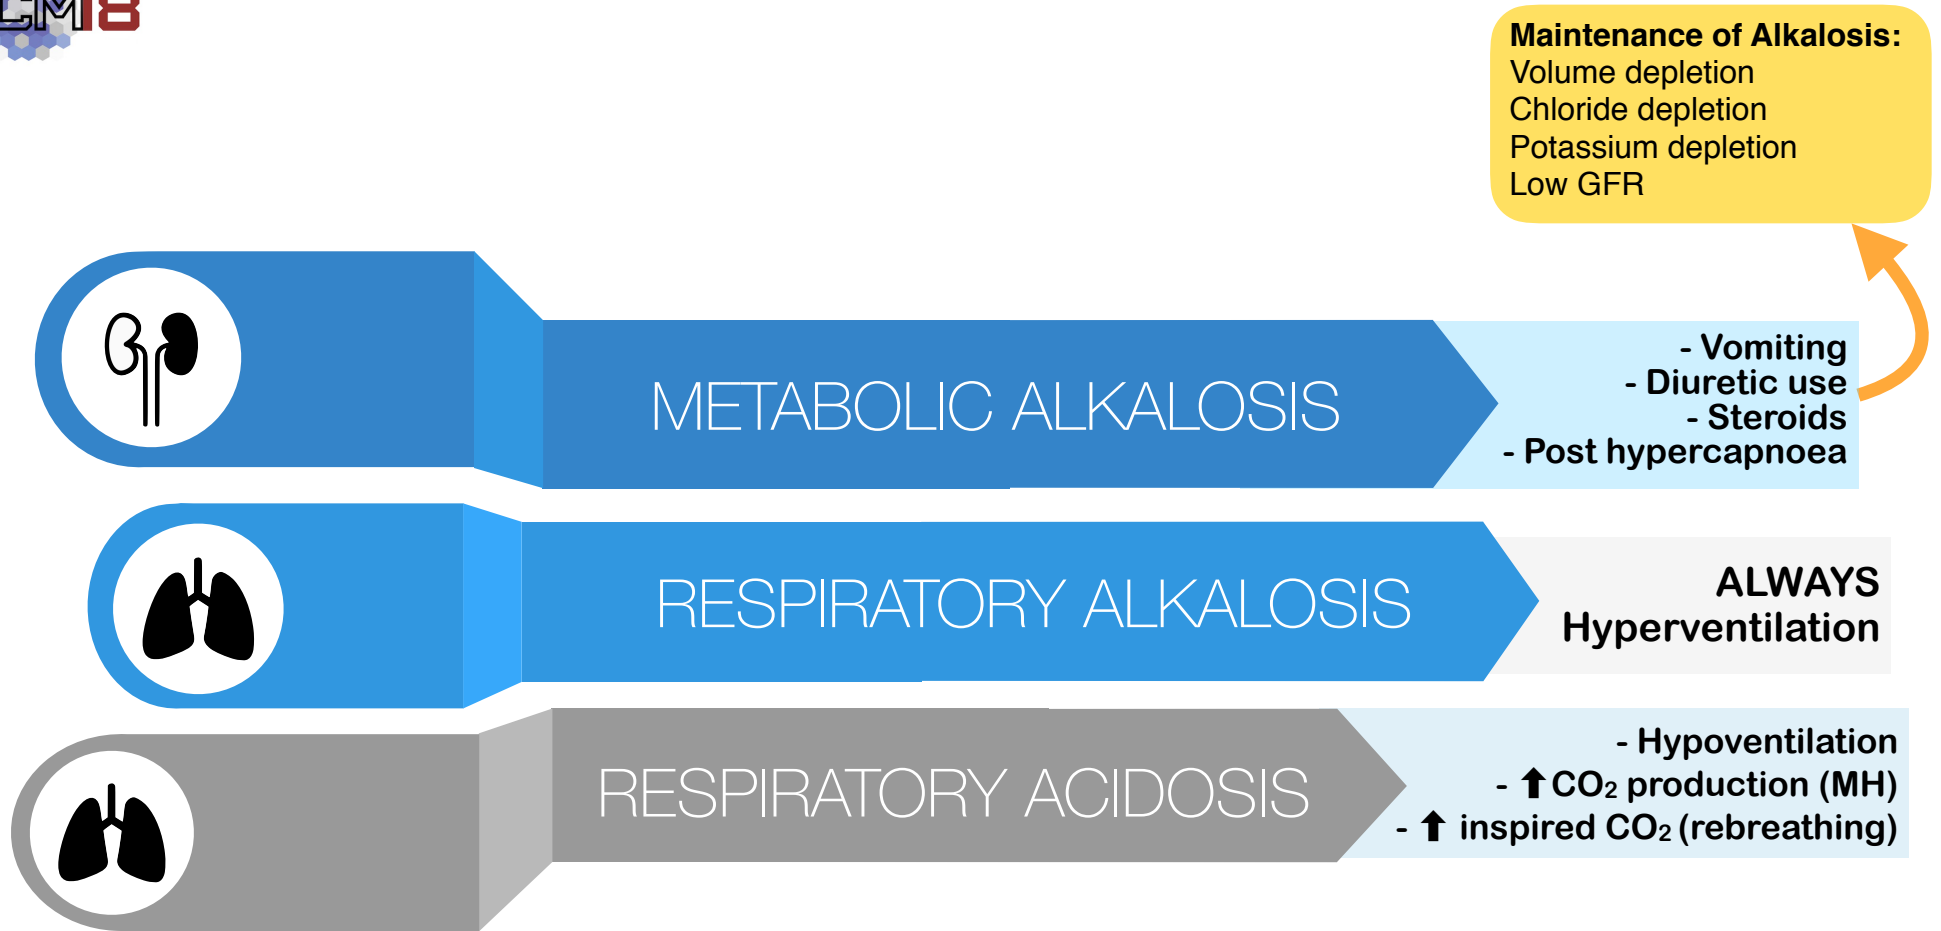 CM18
Maintenance of Alkalosis:
Volume depletion
Chloride depletion
Potassium depletion
Low GFR
METABOLIC ALKALOSIS
- Vomiting
- Diuretic use
- Steroids
- Post hypercapnoea
RESPIRATORY ALKALOSIS
ALWAYS
Hyperventilation
RESPIRATORY ACIDOSIS
- Hypoventilation
- ⬆CO₂ production (MH)
- ⬆ inspired CO₂ (rebreathing)